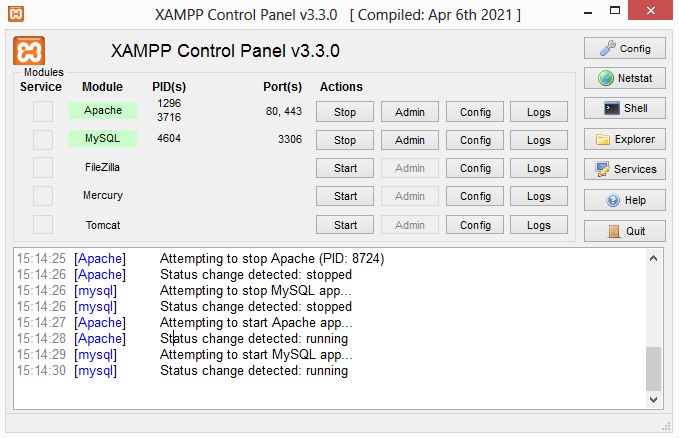 XAMPP Control Panel v3.3.0 [ Compiled: Apr 6th 2021 ]
XAMPP Control Panel v3.3.0
Config
Modules
Service Module PID(s) Port(s) Actions
Netstat
Apache 1296 3716 80, 443 Stop Admin Config Logs
Shell
MySQL 4604 3306 Stop Admin Config Logs
Explorer
FileZilla Start Admin Config Logs
Services
Mercury Start Admin Config Logs
Help
Tomcat Start Admin Config Logs
Quit
15:14:25 [Apache] Attempting to stop Apache (PID: 8724)
15:14:26 [Apache] Status change detected: stopped
15:14:26 [mysql] Attempting to stop MySQL app...
15:14:26 [mysql] Status change detected: stopped
15:14:27 [Apache] Attempting to start Apache app...
15:14:28 [Apache] Status change detected: running
15:14:29 [mysql] Attempting to start MySQL app...
15:14:30 [mysql] Status change detected: running